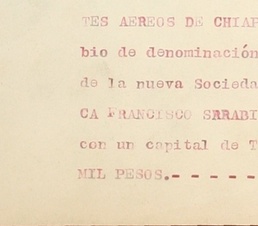 TES AEREOS DE CHIAP
bio de denominación
de la nueva Socieda
CA FRANCISCO SARABI
con un capital de T
MIL PESOS.- - - - -